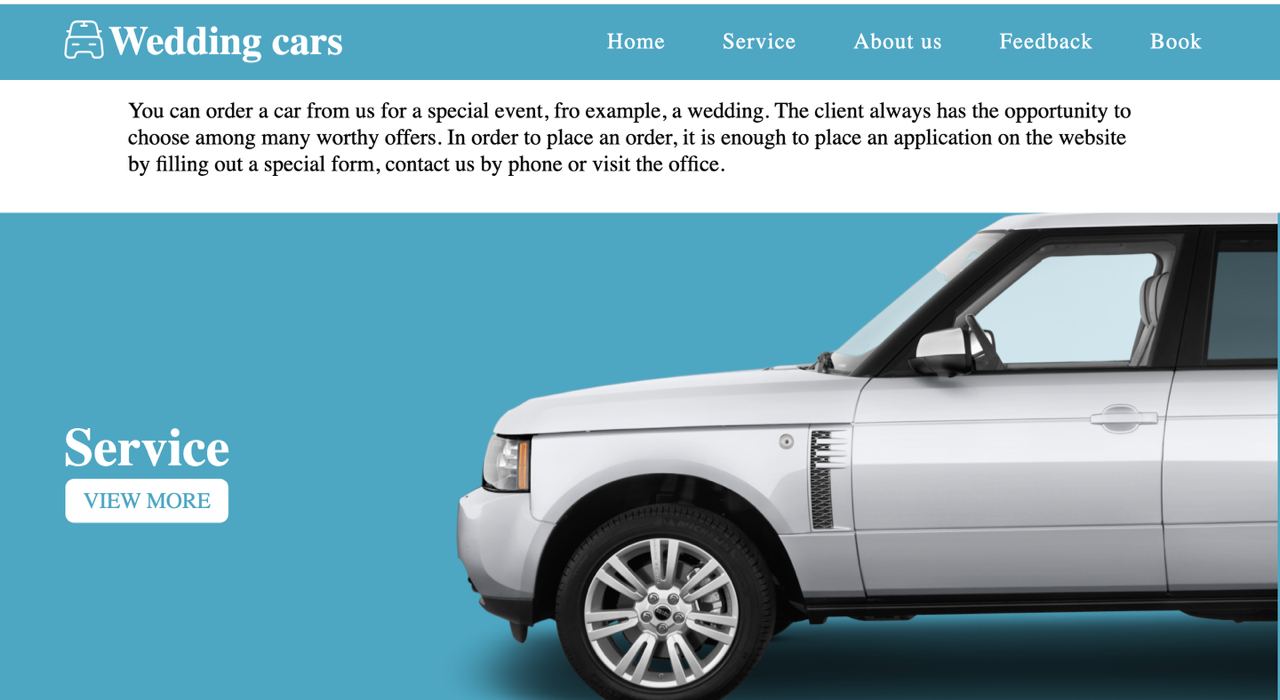 Wedding cars
Home Service About us Feedback Book
You can order a car from us for a special event, fro example, a wedding. The client always has the opportunity to
choose among many worthy offers. In order to place an order, it is enough to place an application on the website
by filling out a special form, contact us by phone or visit the office.
Service
VIEW MORE